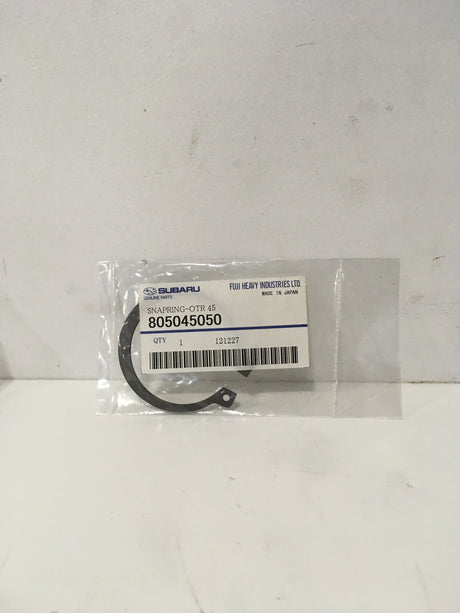 SUBARU
GENUINE PARTS
FUJI HEAVY INDUSTRIES LTD.
MADE IN JAPAN
SNAPRING-OTR 45
805045050
QTY 1 121227